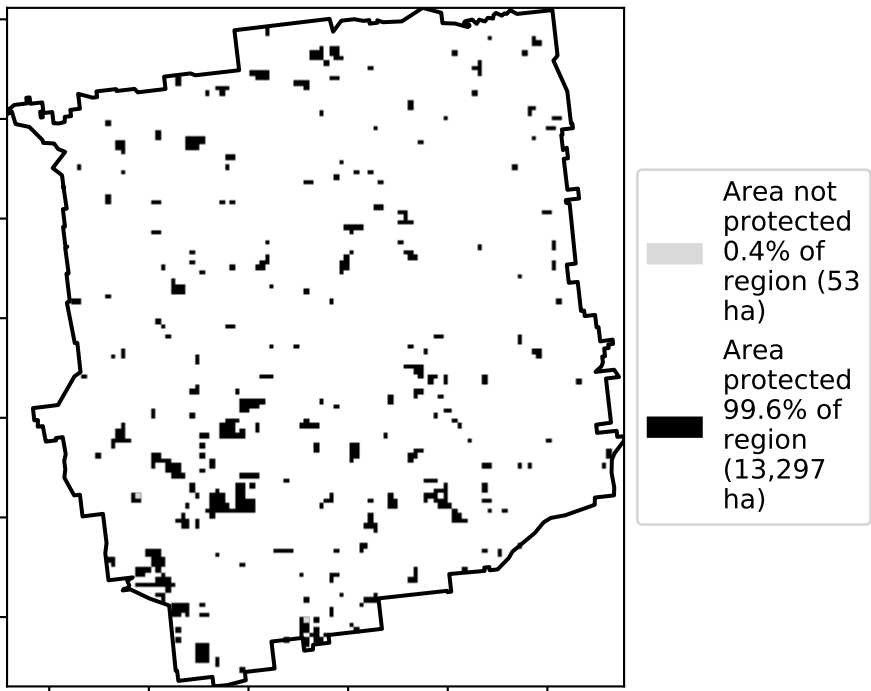 Area not
protected
0.4% of
region (53
ha)
Area
protected
99.6% of
region
(13,297
ha)